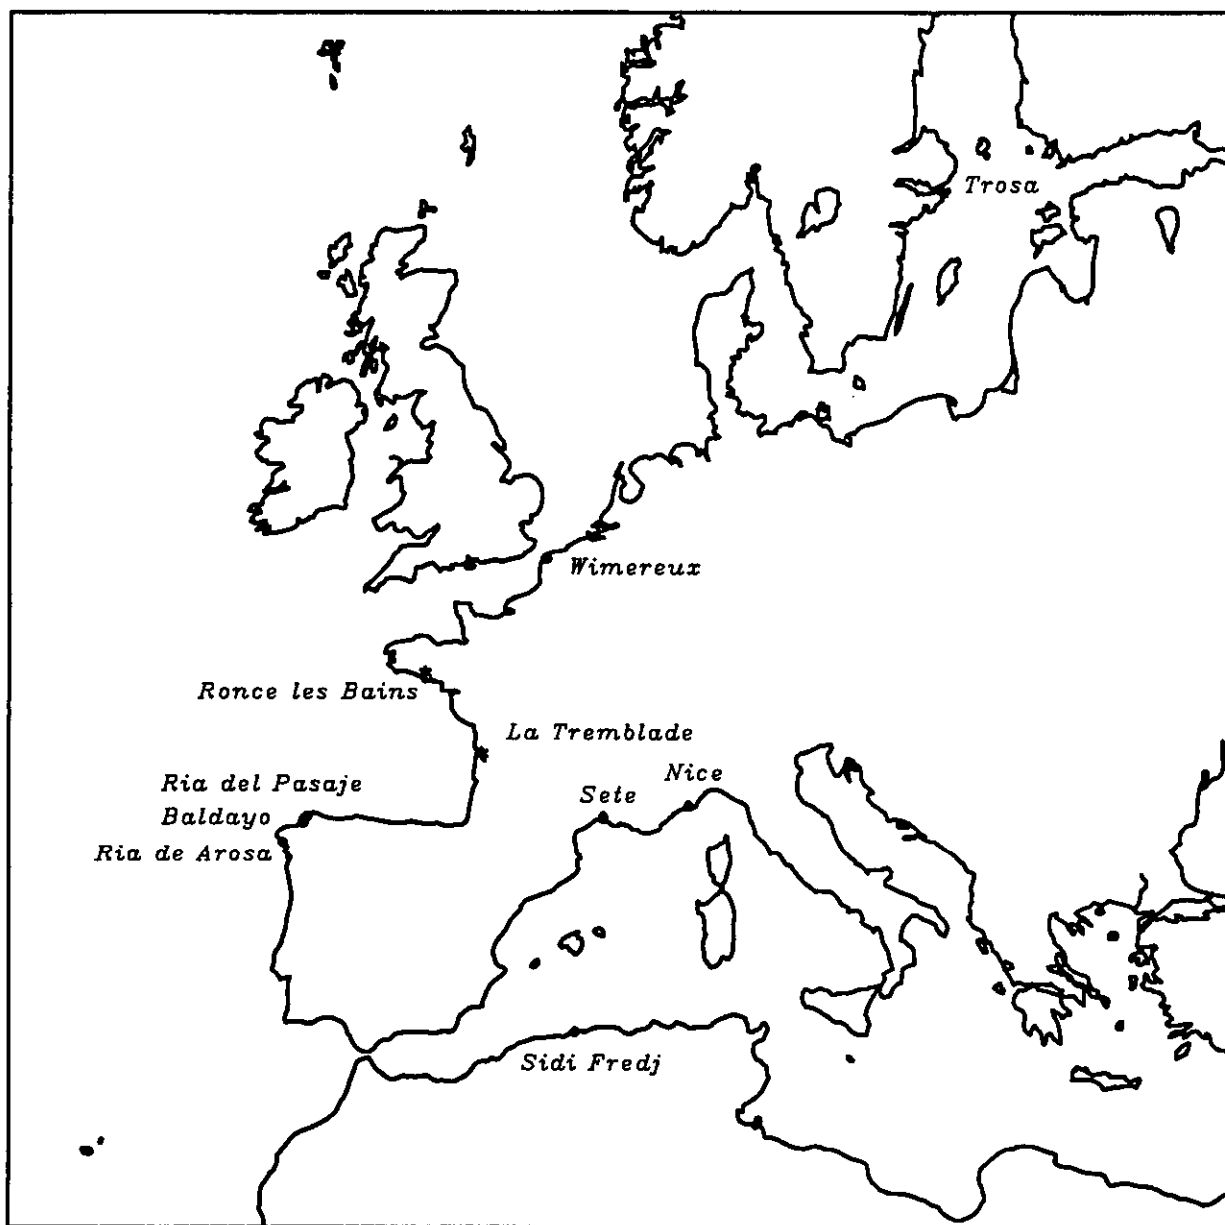 Trosa
Wimereux
Ronce les Bains
La Tremblade
Nice
Ria del Pasaje
Sete
Baldayo
Ria de Arosa
Sidi Fredj